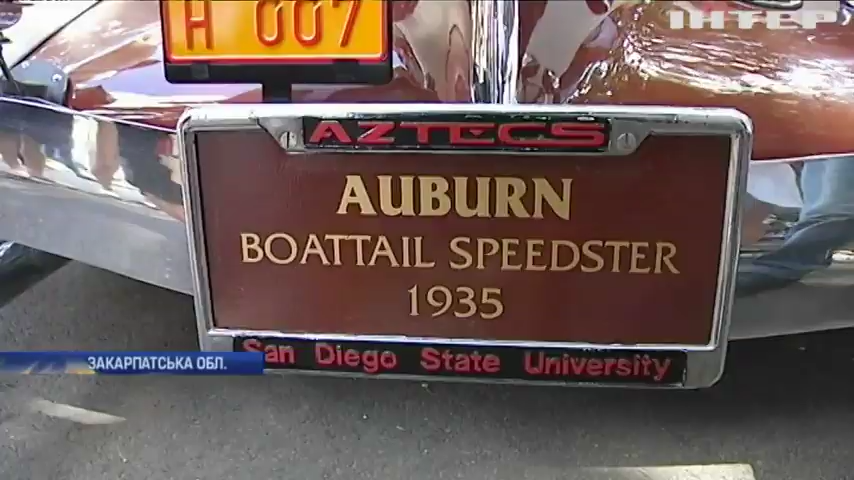 ІНТЕР
H 007
AZTECS
AUBURN
BOATTAIL SPEEDSTER
1935
ЗАКАРПАТСЬКА ОБЛ.
San Diego State University